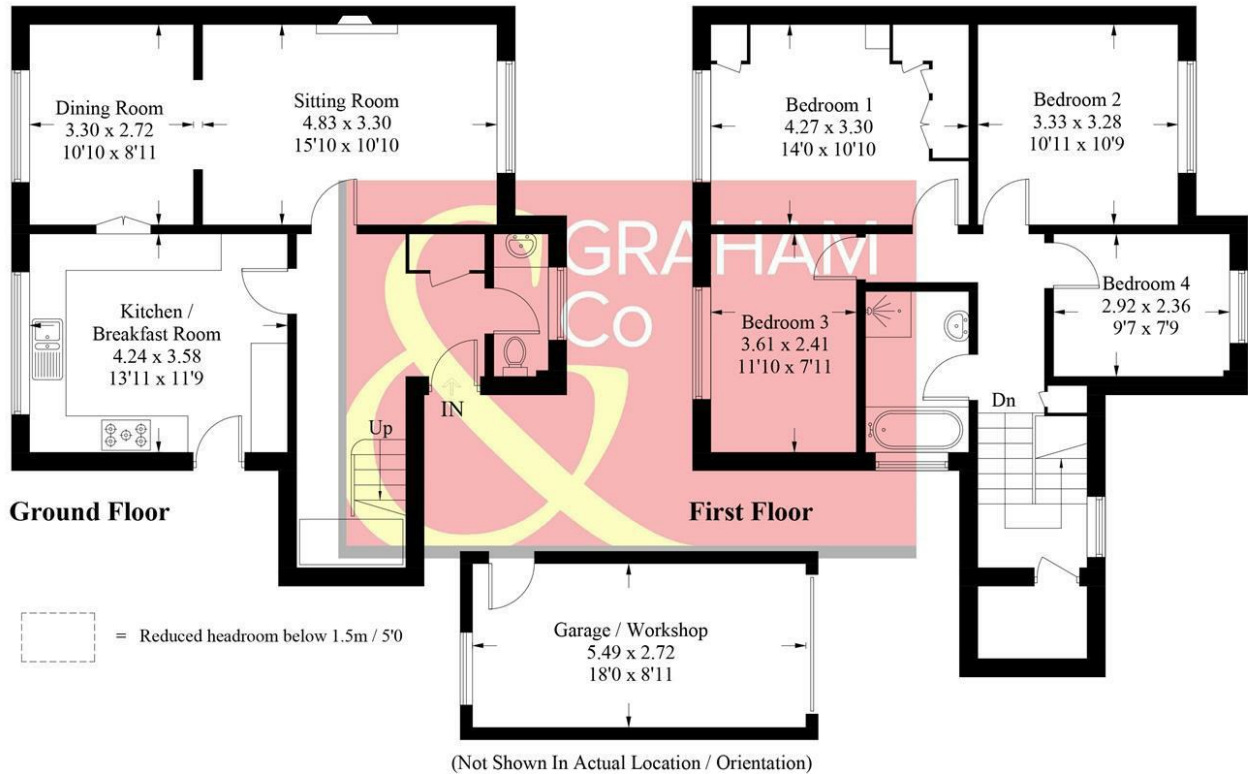 Dining Room
3.30 x 2.72
10'10 x 8'11
Sitting Room
4.83 x 3.30
15'10 x 10'10
Kitchen /
Breakfast Room
4.24 x 3.58
13'11 x 11'9
Up
IN
Ground Floor
Bedroom 1
4.27 x 3.30
14'0 x 10'10
Bedroom 2
3.33 x 3.28
10'11 x 10'9
Bedroom 3
3.61 x 2.41
11'10 x 7'11
Bedroom 4
2.92 x 2.36
9'7 x 7'9
Dn
First Floor
& GRAHAM
Co
= Reduced headroom below 1.5m / 5'0
Garage / Workshop
5.49 x 2.72
18'0 x 8'11
(Not Shown In Actual Location / Orientation)